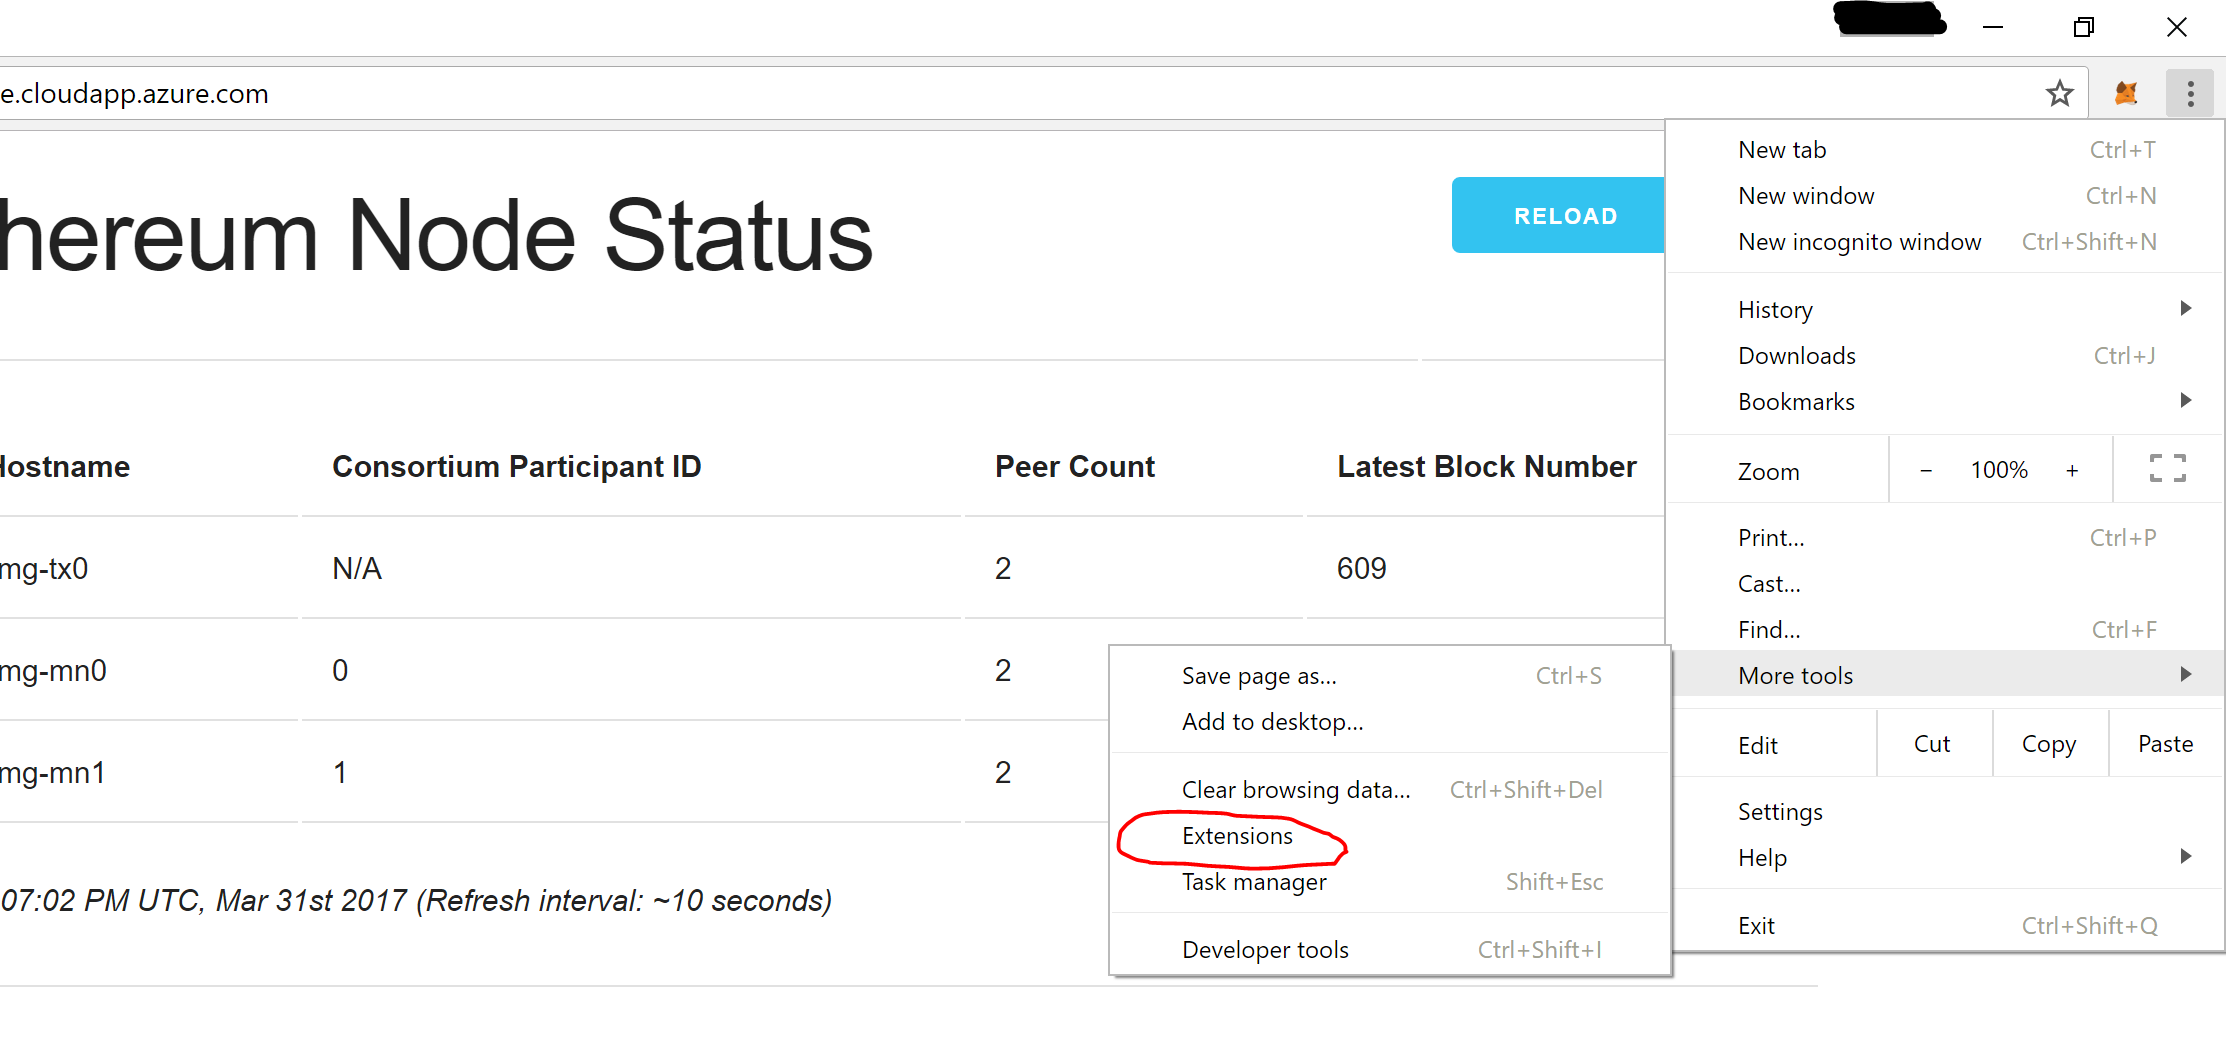 e.cloudapp.azure.com
hereum Node Status
RELOAD
Hostname Consortium Participant ID Peer Count Latest Block Number
mg-tx0 N/A 2 609
mg-mn0 0 2
mg-mn1 1 2
07:02 PM UTC, Mar 31st 2017 (Refresh interval: ~10 seconds)
New tab Ctrl+T
New window Ctrl+N
New incognito window Ctrl+Shift+N
History
Downloads Ctrl+J
Bookmarks
Zoom − 100% +
Print... Ctrl+P
Cast...
Find... Ctrl+F
More tools
Edit Cut Copy Paste
Settings
Help
Exit Ctrl+Shift+Q
Save page as... Ctrl+S
Add to desktop...
Clear browsing data... Ctrl+Shift+Del
Extensions
Task manager Shift+Esc
Developer tools Ctrl+Shift+I